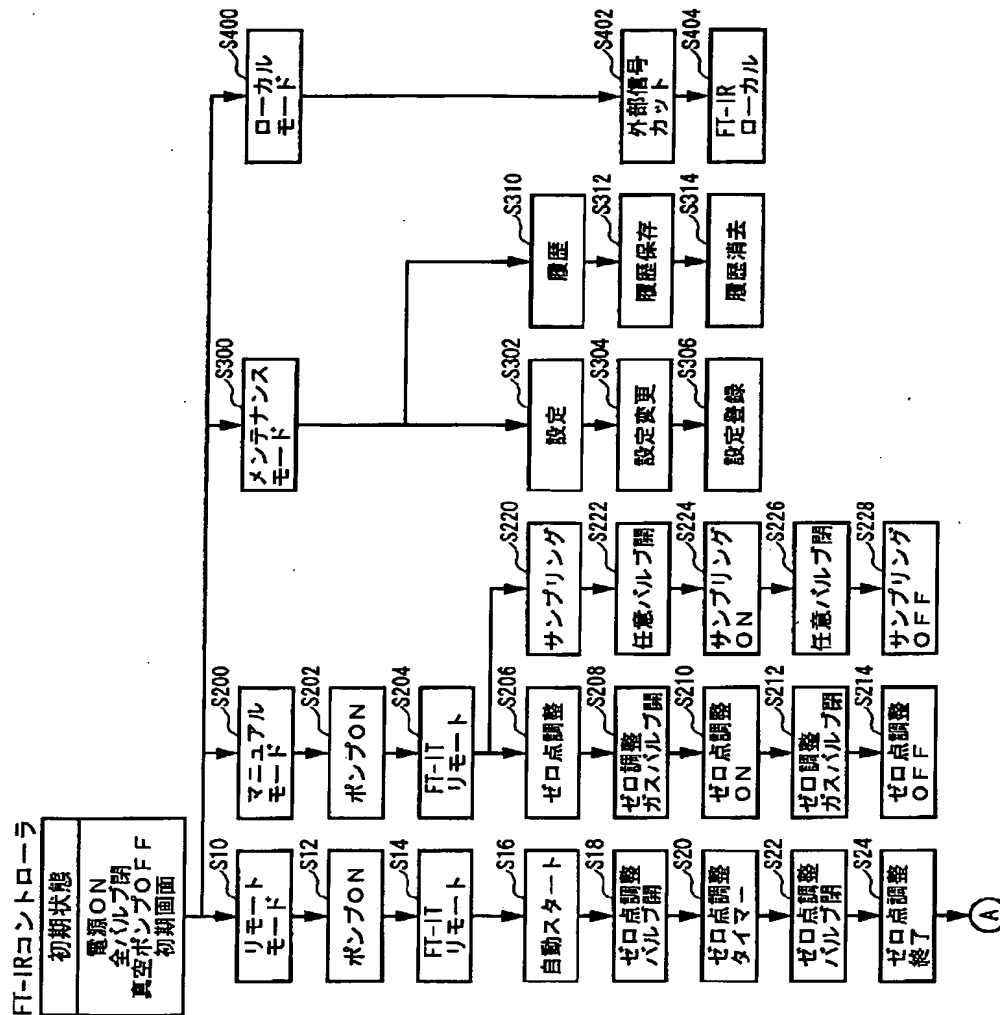 FT-IRコントローラ
初期状態
電源ON
全バルブ閉
真空ポンプOFF
初期画面
S10
リモート
モード
S12
ポンプON
S14
FT-IT
リモート
S16
自動スタート
S18
ゼロ点調整
バルブ開
S20
ゼロ点調整
タイマー
S22
ゼロ点調整
バルブ閉
S24
ゼロ点調整
終了
A
S200
マニュアル
モード
S202
ポンプON
S204
FT-IT
リモート
S206
ゼロ点調整
S208
ゼロ調整
ガスバルブ開
S210
ゼロ点調整
ON
S212
ゼロ調整
ガスバルブ閉
S214
ゼロ点調整
OFF
S220
サンプリング
S222
任意バルブ開
S224
サンプリング
ON
S226
任意バルブ閉
S228
サンプリング
OFF
S300
メンテナンス
モード
S302
設定
S304
設定変更
S306
設定登録
S310
履歴
S312
履歴保存
S314
履歴消去
S400
ローカル
モード
S402
外部信号
カット
S404
FT-IR
ローカル